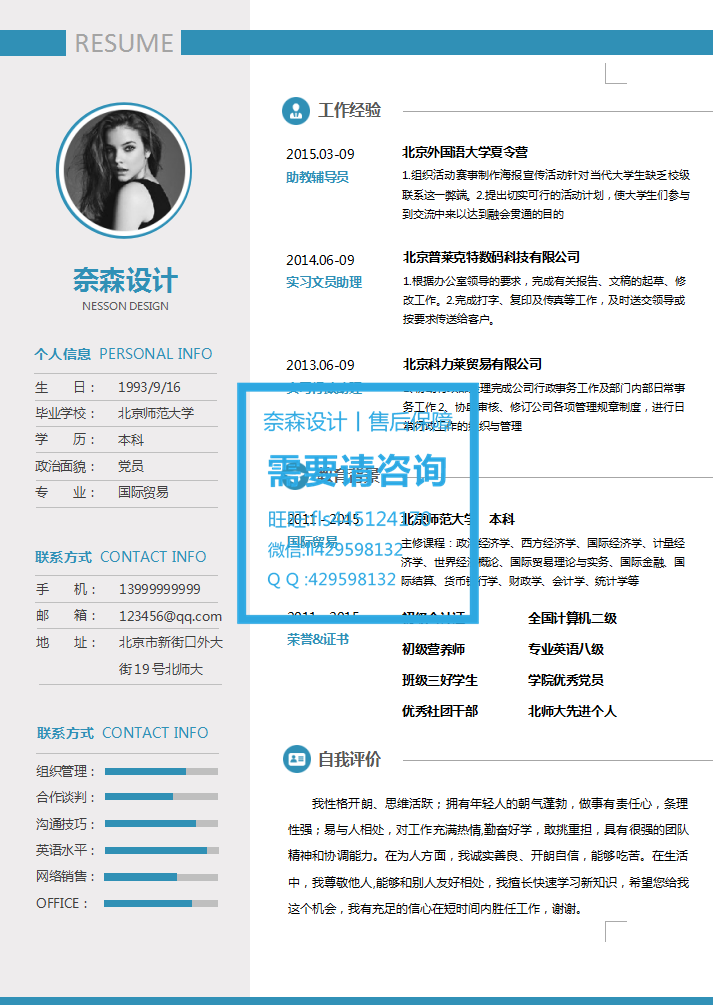 RESUME
奈森设计
NESSON DESIGN
个人信息 PERSONAL INFO
生 日： 1993/9/16
毕业学校： 北京师范大学
学 历： 本科
政治面貌： 党员
专 业： 国际贸易
联系方式 CONTACT INFO
手 机： 13999999999
邮 箱： 123456@qq.com
地 址： 北京市新街口外大
街19号北师大
联系方式 CONTACT INFO
组织管理：
合作谈判：
沟通技巧：
英语水平：
网络销售：
OFFICE：
工作经验
2015.03-09 北京外国语大学夏令营
助教辅导员
1.组织活动赛事制作海报宣传活动针对当代大学生缺乏校级
联系这一弊端。2.提出切实可行的活动计划，使大学生们参与
到交流中来以达到融会贯通的目的
2014.06-09 北京普莱克特数码科技有限公司
实习文员助理
1.根据办公室领导的要求，完成有关报告、文稿的起草、修
改工作。2.完成打字、复印及传真等工作，及时送交领导或
按要求传送给客户。
2013.06-09 北京科力莱贸易有限公司
实习行政助理
理完成公司行政事务工作及部门内部日常事
务工作 2、协助审核、修订公司各项管理规章制度，进行日
常行政工作的组织与管理
奈森设计丨售后保障
需要请咨询
旺旺:fls445124170
微信:fl429598132
Q Q :429598132
教育背景
2011 - 2015 北京师范大学 本科
国际贸易
主修课程：政治经济学、西方经济学、国际经济学、计量经
济学、世界经济概论、国际贸易理论与实务、国际金融、国
际结算、货币银行学、财政学、会计学、统计学等
2011 - 2015 初级会计证 全国计算机二级
荣誉&证书
初级营养师 专业英语八级
班级三好学生 学院优秀党员
优秀社团干部 北师大先进个人
自我评价
我性格开朗、思维活跃；拥有年轻人的朝气蓬勃，做事有责任心，条理
性强；易与人相处，对工作充满热情,勤奋好学，敢挑重担，具有很强的团队
精神和协调能力。在为人方面，我诚实善良、开朗自信，能够吃苦。在生活
中，我尊敬他人,能够和别人友好相处，我擅长快速学习新知识，希望您给我
这个机会，我有充足的信心在短时间内胜任工作，谢谢。